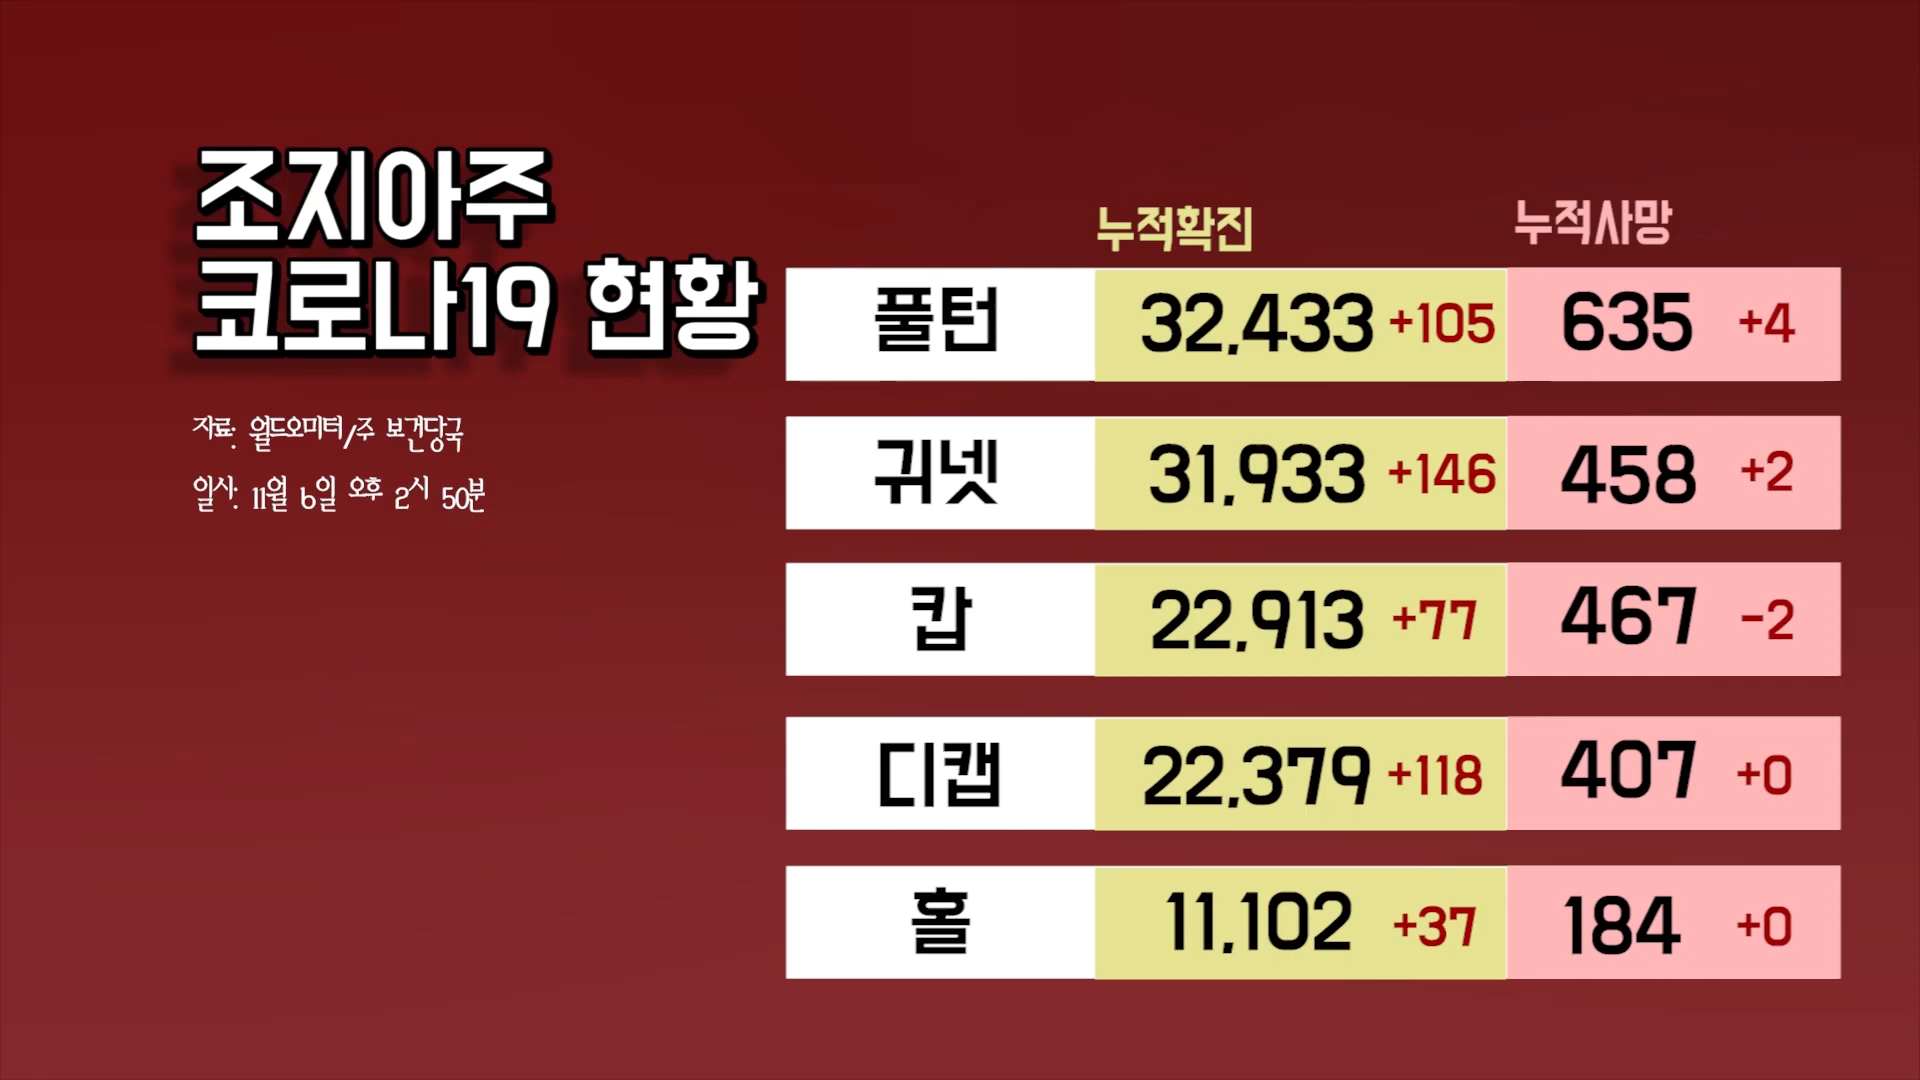 조지아주
코로나19 현황
자료: 월드오미터/주 보건당국
일시: 11월 6일 오후 2시 50분
누적확진 누적사망
풀턴 32,433 +105 635 +4
귀넷 31,933 +146 458 +2
캅 22,913 +77 467 -2
디캡 22,379 +118 407 +0
홀 11,102 +37 184 +0